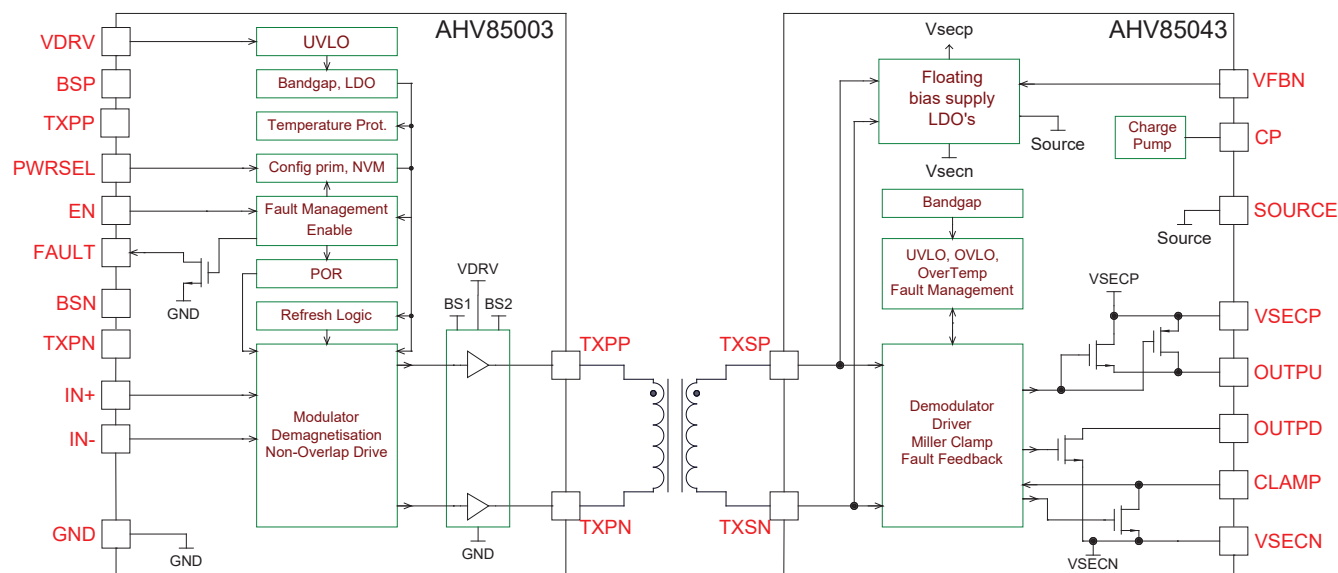 AHV85003
VDRV
BSP
TXPP
PWRSEL
EN
FAULT
BSN
TXPN
IN+
IN-
GND
UVLO
Bandgap, LDO
Temperature Prot.
Config prim, NVM
Fault Management
Enable
POR
Refresh Logic
Modulator
Demagnetisation
Non-Overlap Drive
GND
GND
VDRV
BS1
BS2
GND
TXPP
TXPN
AHV85043
TXSP
TXSN
Vsecp
Floating
bias supply
LDO's
Source
Vsecn
Bandgap
UVLO, OVLO,
OverTemp
Fault Management
Demodulator
Driver
Miller Clamp
Fault Feedback
Charge
Pump
Source
VSECP
VSECN
VFBN
CP
SOURCE
VSECP
OUTPU
OUTPD
CLAMP
VSECN